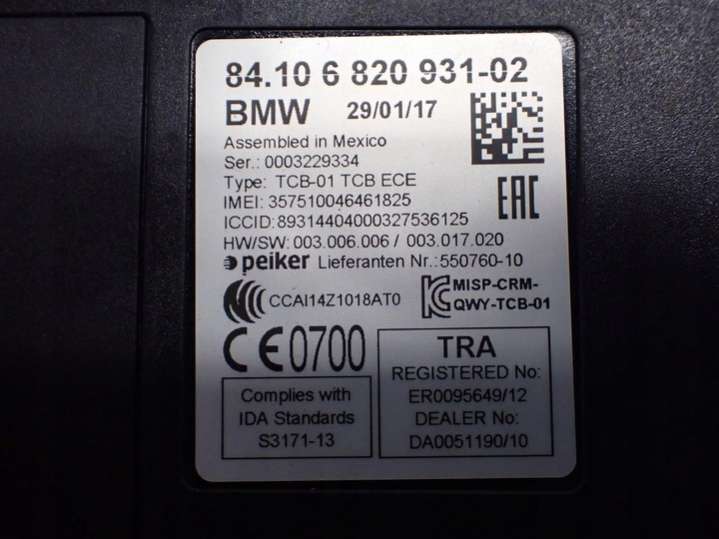 84.10 6 820 931-02
BMW 29/01/17
Assembled in Mexico
Ser.: 0003229334
Type: TCB-01 TCB ECE
IMEI: 357510046461825
ICCID:89314404000327536125
EAC
HW/SW: 003.006.006 / 003.017.020
peiker Lieferanten Nr.:550760-10
CCAI14Z1018AT0
MISP-CRM-
QWY-TCB-01
CE0700
Complies with
IDA Standards
S3171-13
TRA
REGISTERED No:
ER0095649/12
DEALER No:
DA0051190/10